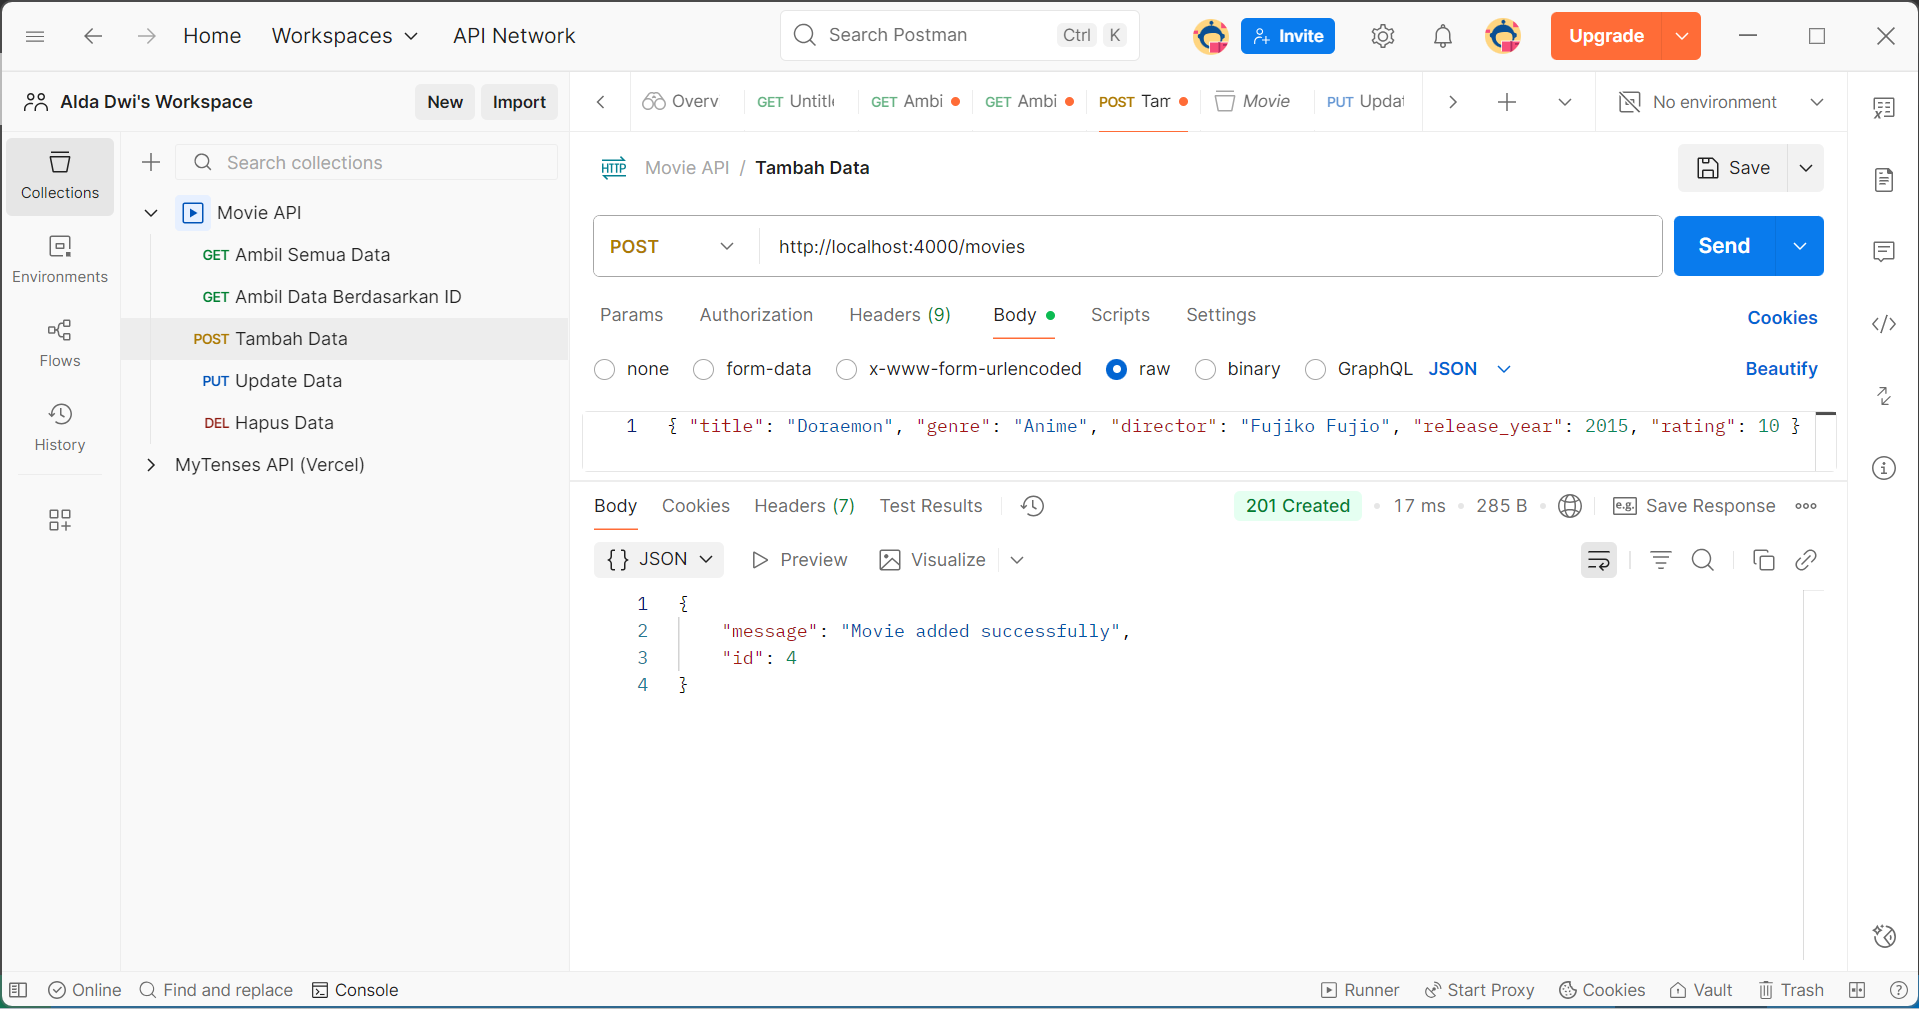 Home Workspaces API Network Search Postman Ctrl K Invite Upgrade
Alda Dwi's Workspace New Import
Overv GET Untitl GET Ambi GET Ambi POST Tam Movie PUT Updat No environment
Collections
Environments
Flows
History
Search collections
Movie API
GET Ambil Semua Data
GET Ambil Data Berdasarkan ID
POST Tambah Data
PUT Update Data
DEL Hapus Data
MyTenses API (Vercel)
HTTP Movie API / Tambah Data Save
POST http://localhost:4000/movies Send
Params Authorization Headers (9) Body Scripts Settings Cookies
none form-data x-www-form-urlencoded raw binary GraphQL JSON Beautify
1 { "title": "Doraemon", "genre": "Anime", "director": "Fujiko Fujio", "release_year": 2015, "rating": 10 }
Body Cookies Headers (7) Test Results 201 Created • 17 ms • 285 B • e.g. Save Response
{} JSON Preview Visualize
1 {
2 "message": "Movie added successfully",
3 "id": 4
4 }
Online Find and replace Console Runner Start Proxy Cookies Vault Trash